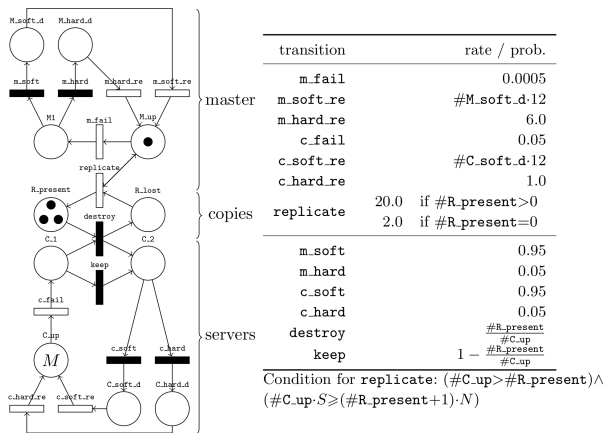 M_soft_d M_hard_d
m_soft m_hard m_hard_re m_soft_re
master
M1 m_fail M_up
replicate
R_present R_lost
copies
destroy
C_1 C_2
keep
c_fail
servers
C_up c_soft c_hard
M
C_soft_d C_hard_d
c_hard_re c_soft_re
transition rate / prob.
m_fail 0.0005
m_soft_re #M_soft_d·12
m_hard_re 6.0
c_fail 0.05
c_soft_re #C_soft_d·12
c_hard_re 1.0
replicate 20.0 if #R_present>0
2.0 if #R_present=0
m_soft 0.95
m_hard 0.05
c_soft 0.95
c_hard 0.05
destroy #R_present/#C_up
keep 1 − #R_present/#C_up
Condition for replicate: (#C_up>#R_present)∧
(#C_up·S⩾(#R_present+1)·N)